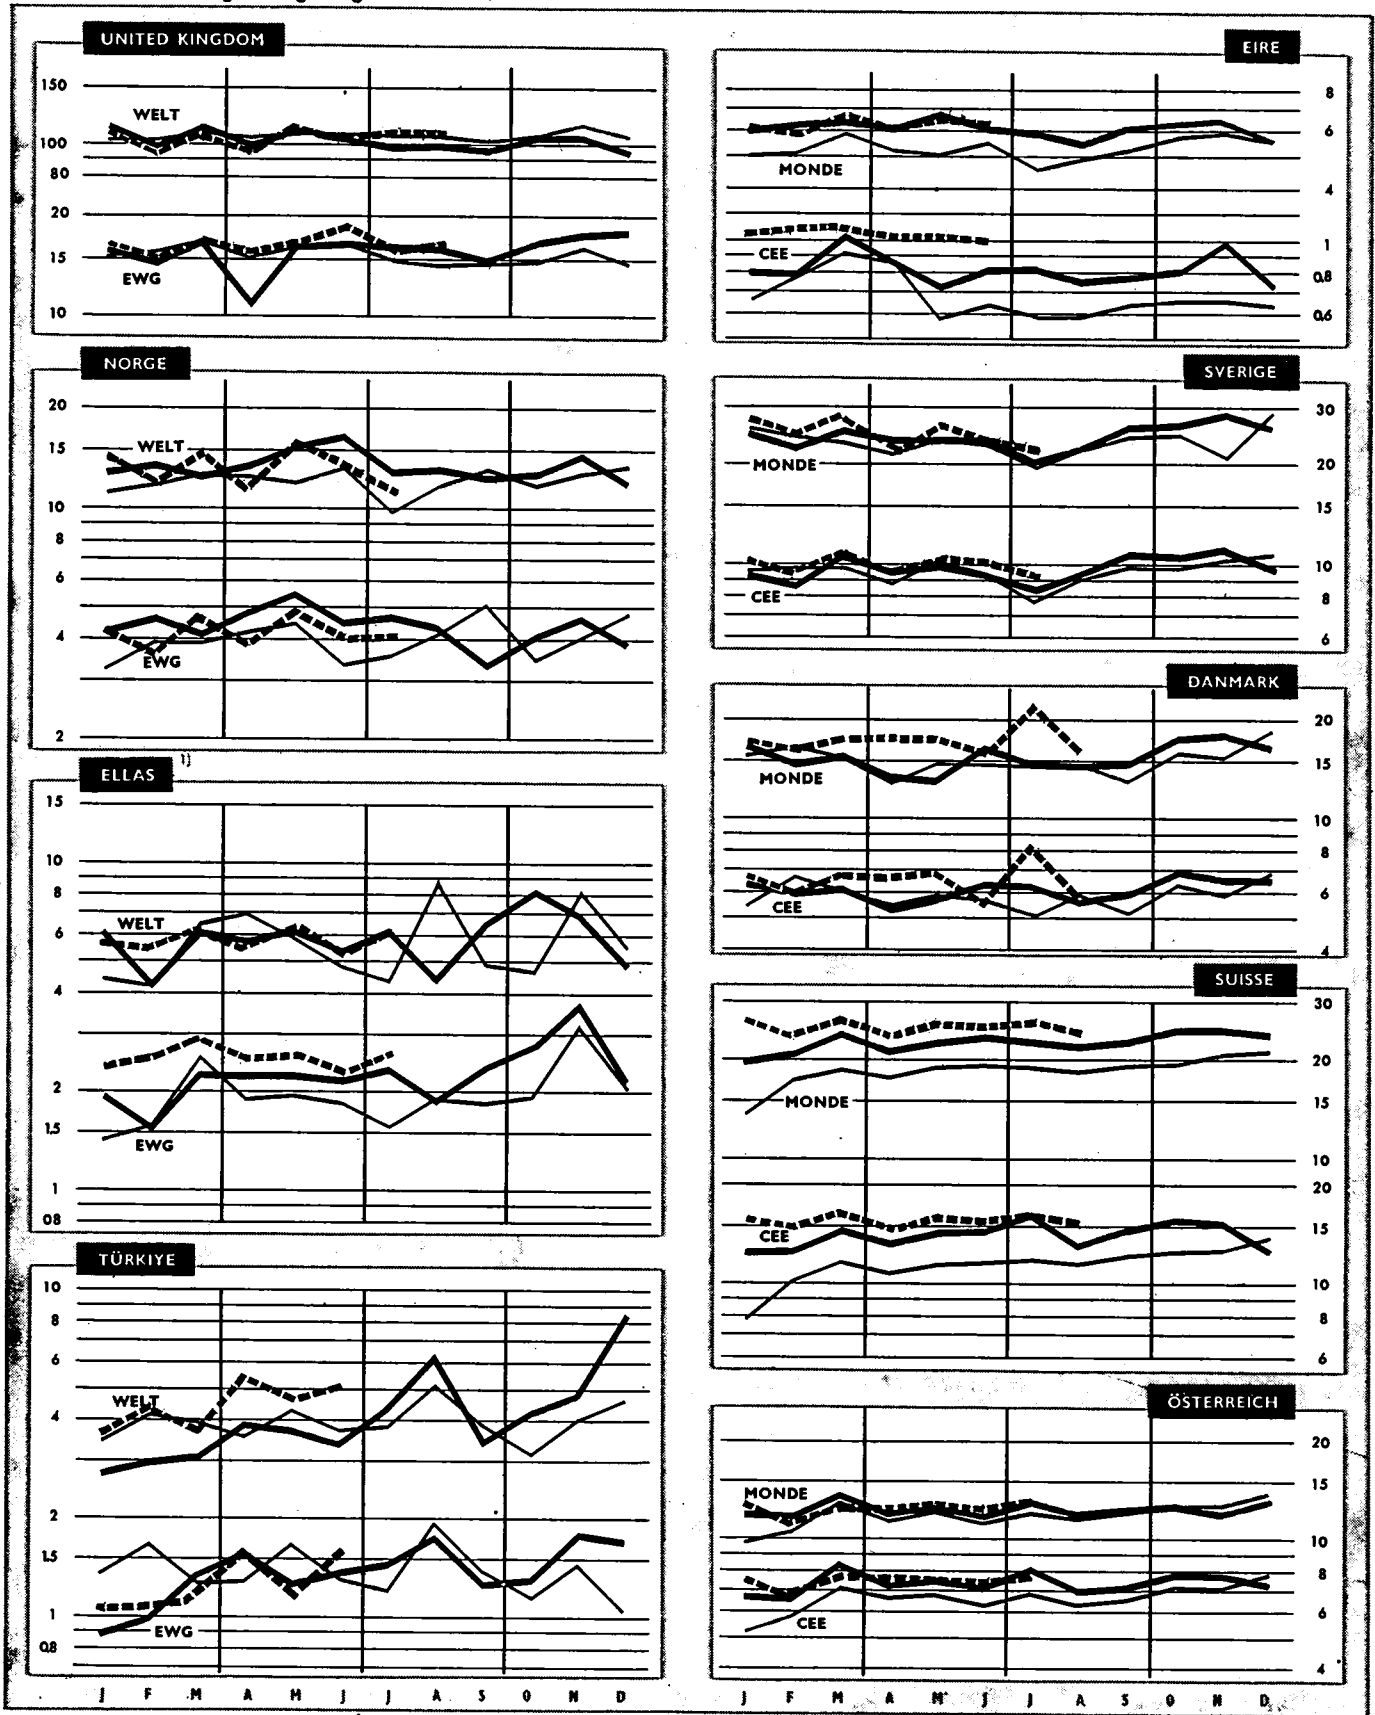 UNITED KINGDOM
150
WELT
100
80
20
15
EWG
10
NORGE
20
WELT
15
10
8
6
4
EWG
2
ELLAS 1)
15
10
8
WELT
6
4
2
1,5
EWG
1
0,8
TÜRKIYE
10
8
6
WELT
4
2
1,5
1
EWG
0,8
J F M A M J J A S O N D
EIRE
8
6
MONDE
4
1
CEE
0,8
0,6
SVERIGE
30
MONDE
20
15
10
CEE
8
6
DANMARK
20
MONDE
15
10
8
6
CEE
4
SUISSE
30
20
MONDE
15
10
20
CEE
15
10
8
6
ÖSTERREICH
20
MONDE
15
10
8
6
CEE
4
J F M A M J J A S O N D